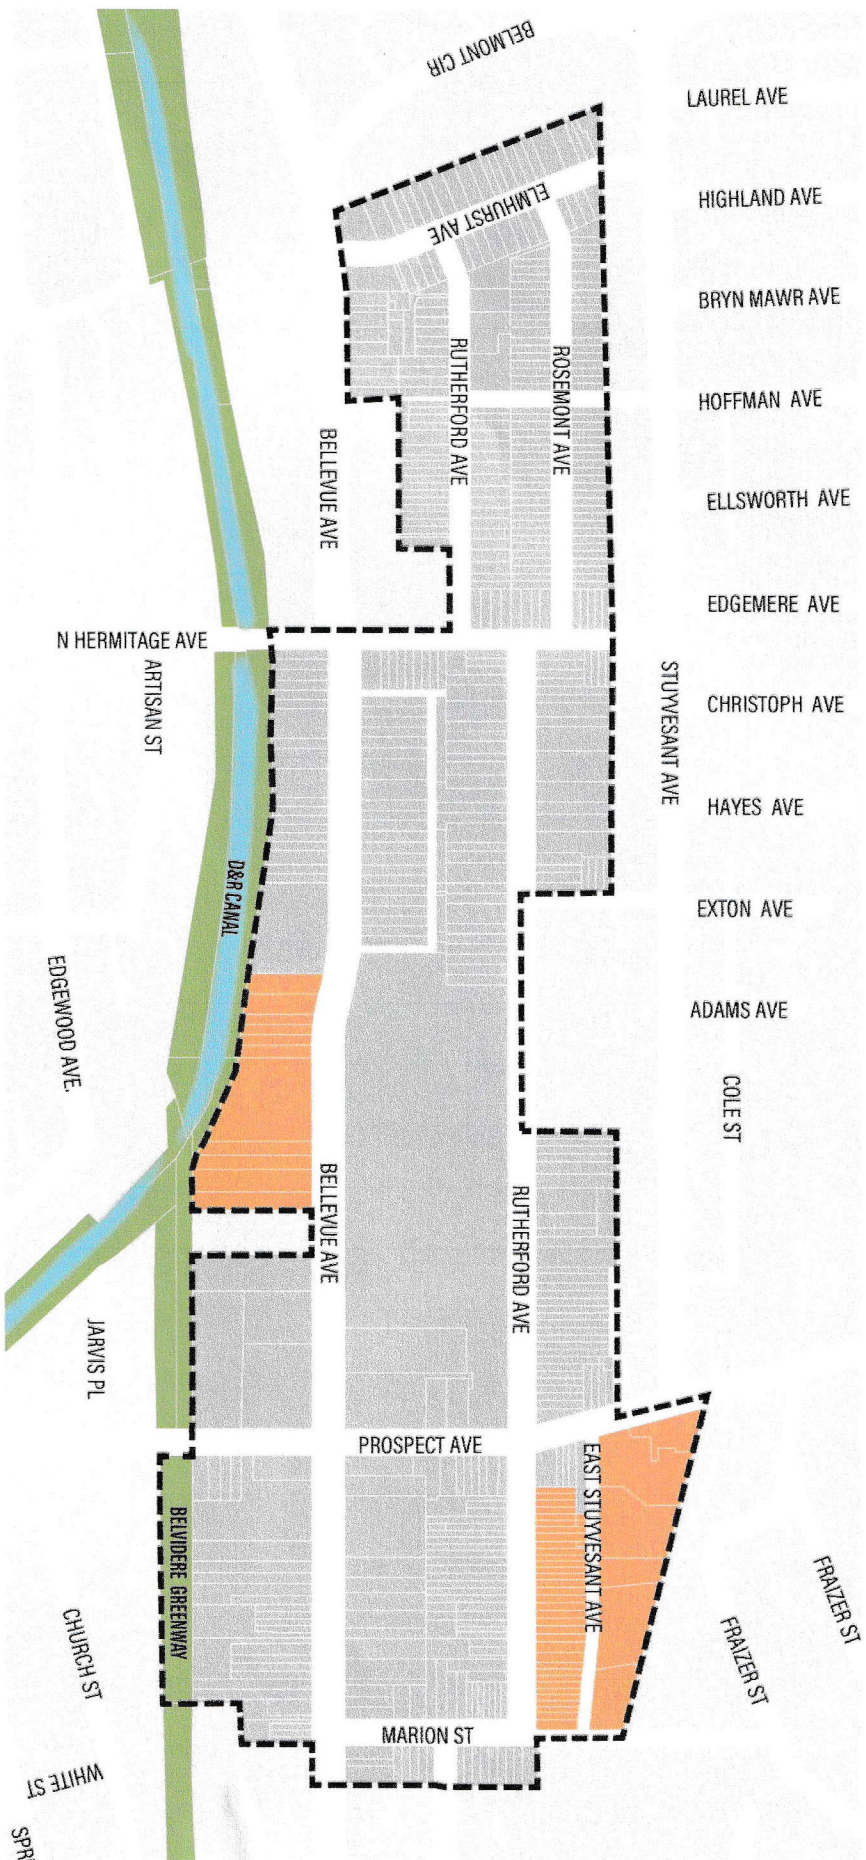 BELMONT CIR
LAUREL AVE
HIGHLAND AVE
ELMHURST AVE
BRYN MAWR AVE
RUTHERFORD AVE
ROSEMONT AVE
HOFFMAN AVE
BELLEVUE AVE
ELLSWORTH AVE
EDGEMERE AVE
N HERMITAGE AVE
ARTISAN ST
STUYVESANT AVE
CHRISTOPH AVE
HAYES AVE
D&R CANAL
EXTON AVE
EDGEWOOD AVE.
ADAMS AVE
COLE ST
BELLEVUE AVE
RUTHERFORD AVE
JARVIS PL
PROSPECT AVE
EAST STUYVESANT AVE
BELVIDERE GREENWAY
FRAIZER ST
CHURCH ST
FRAIZER ST
MARION ST
WHITE ST
SPR